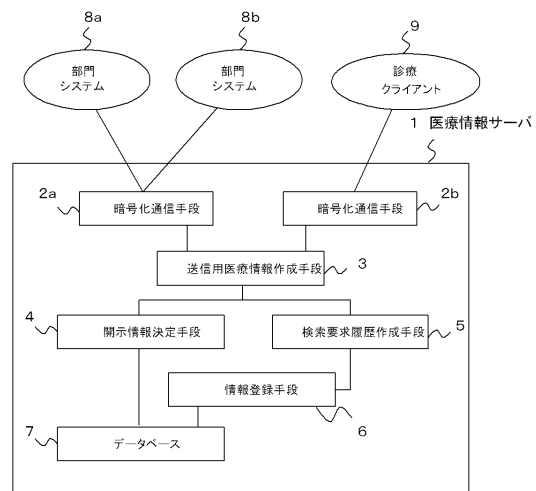 8a
8b
9
部門
システム
部門
システム
診療
クライアント
1 医療情報サーバ
2a
暗号化通信手段
暗号化通信手段
2b
送信用医療情報作成手段
3
4
開示情報決定手段
検索要求履歴作成手段
5
情報登録手段
6
7
データベース